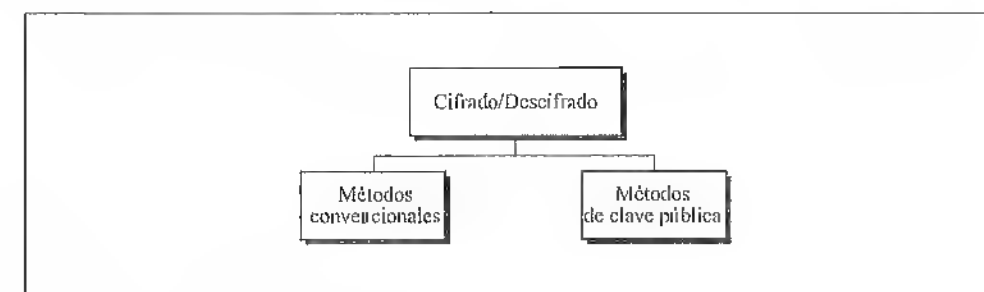 Cifrado/Descifrado
Métodos
convencionales
Métodos
de clave pública